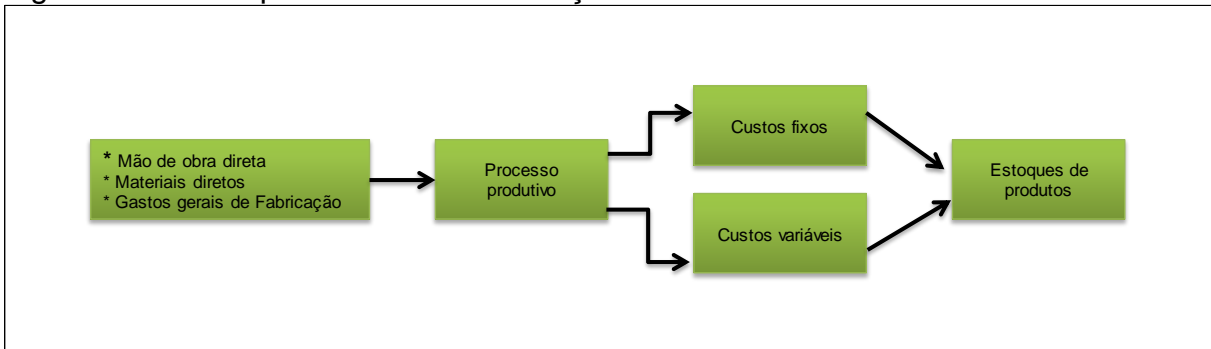 * Mão de obra direta
* Materiais diretos
* Gastos gerais de Fabricação
Processo
produtivo
Custos fixos
Custos variáveis
Estoques de
produtos